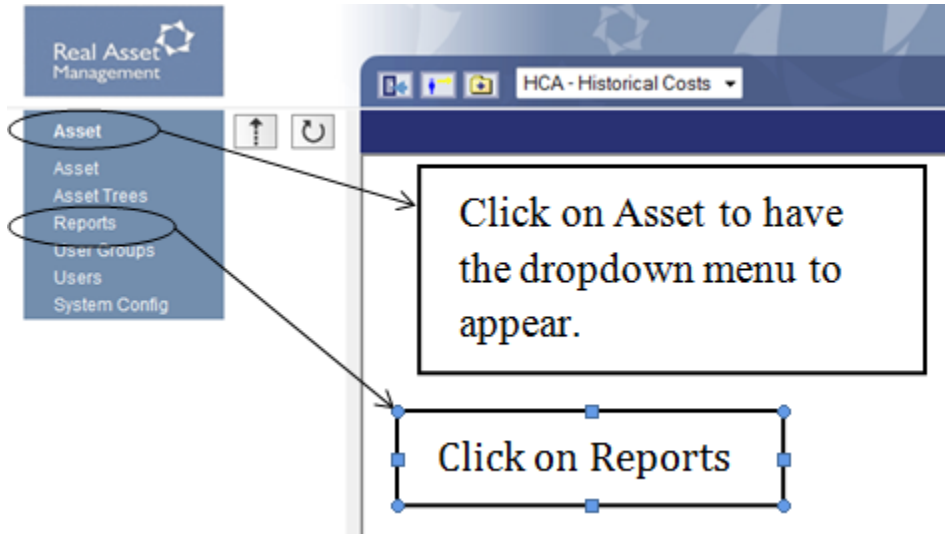 Real Asset
Management
HCA - Historical Costs
Asset
Asset
Asset Trees
Reports
User Groups
Users
System Config
Click on Asset to have
the dropdown menu to
appear.
Click on Reports